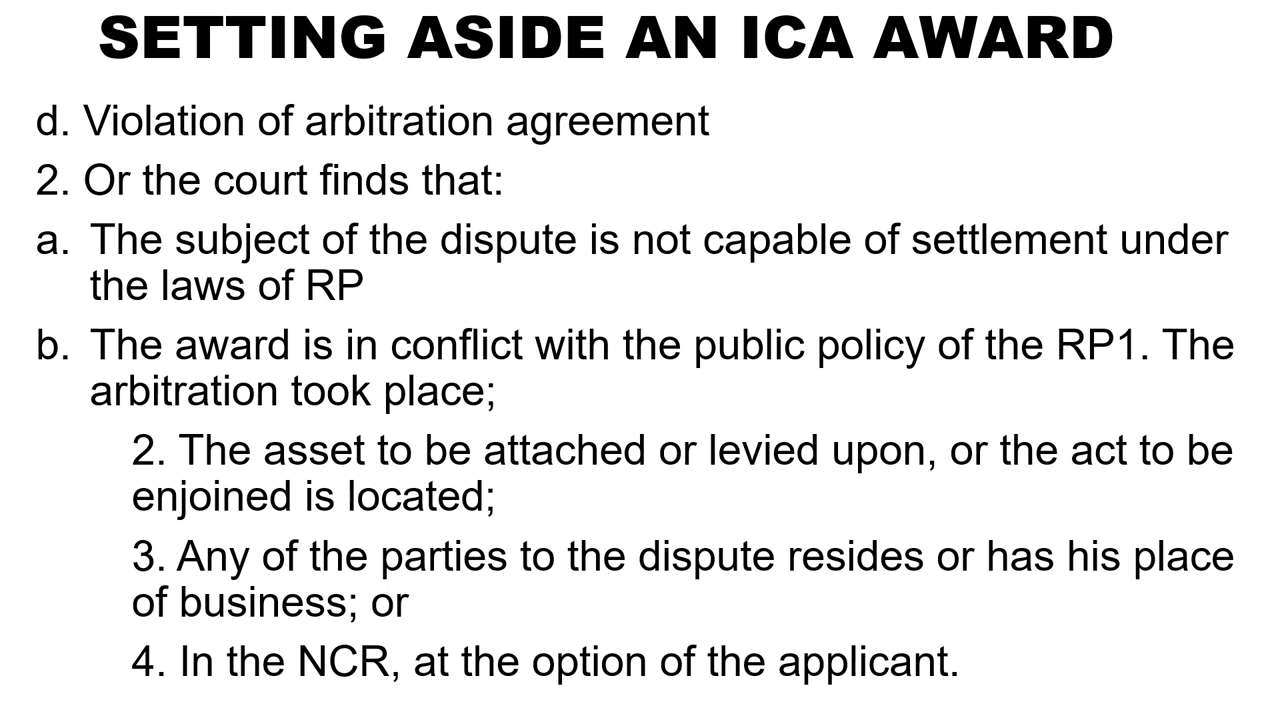 SETTING ASIDE AN ICA AWARD
d. Violation of arbitration agreement
2. Or the court finds that:
a. The subject of the dispute is not capable of settlement under
the laws of RP
b. The award is in conflict with the public policy of the RP1. The
arbitration took place;
2. The asset to be attached or levied upon, or the act to be
enjoined is located;
3. Any of the parties to the dispute resides or has his place
of business; or
4. In the NCR, at the option of the applicant.